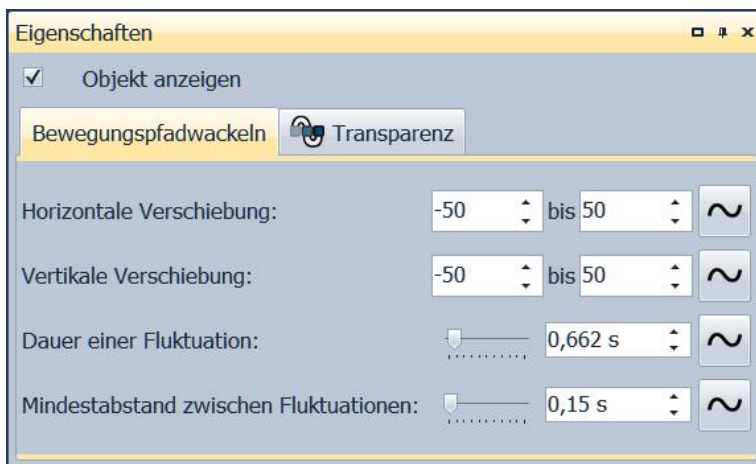 Eigenschaften
Objekt anzeigen
Bewegungspfadwackeln Transparenz
Horizontale Verschiebung: -50 bis 50
Vertikale Verschiebung: -50 bis 50
Dauer einer Fluktuation: 0,662 s
Mindestabstand zwischen Fluktuationen: 0,15 s